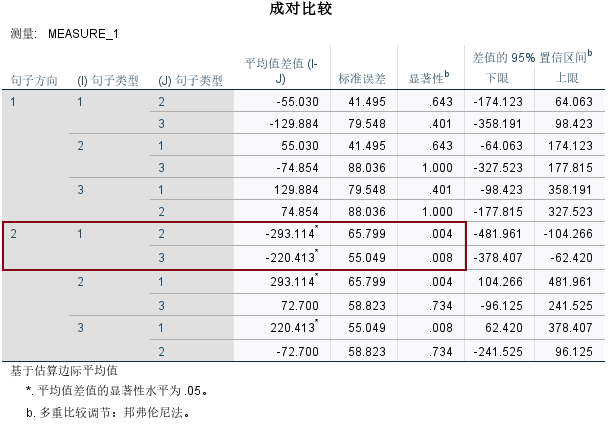 成对比较
测量: MEASURE_1
差值的 95% 置信区间b
句子方向 (I) 句子类型 (J) 句子类型 平均值差值 (I-J) 标准误差 显著性b 下限 上限
1 1 2 -55.030 41.495 .643 -174.123 64.063
3 -129.884 79.548 .401 -358.191 98.423
2 1 55.030 41.495 .643 -64.063 174.123
3 -74.854 88.036 1.000 -327.523 177.815
3 1 129.884 79.548 .401 -98.423 358.191
2 74.854 88.036 1.000 -177.815 327.523
2 1 2 -293.114* 65.799 .004 -481.961 -104.266
3 -220.413* 55.049 .008 -378.407 -62.420
2 1 293.114* 65.799 .004 104.266 481.961
3 72.700 58.823 .734 -96.125 241.525
3 1 220.413* 55.049 .008 62.420 378.407
2 -72.700 58.823 .734 -241.525 96.125
基于估算边际平均值
*. 平均值差值的显著性水平为 .05。
b. 多重比较调节：邦弗伦尼法。